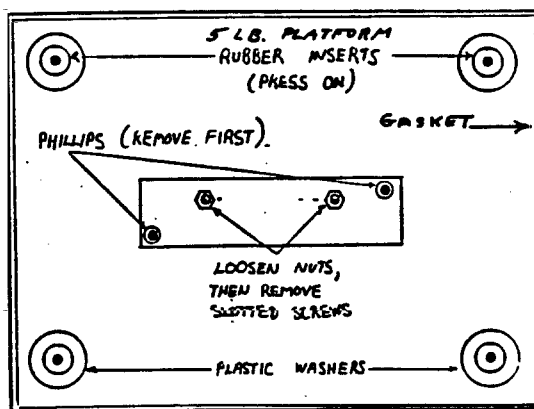 5 LB. PLATFORM
RUBBER INSERTS
(PRESS ON)
GASKET
PHILLIPS (REMOVE FIRST).
LOOSEN NUTS,
THEN REMOVE
SLOTTED SCREWS
PLASTIC WASHERS